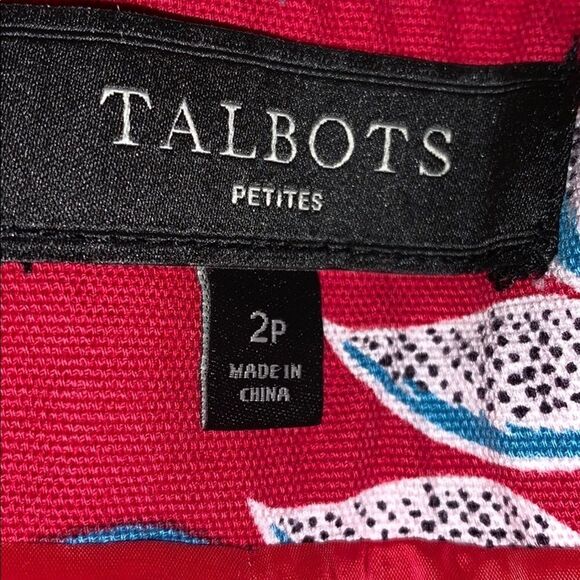 TALBOTS
PETITES
2P
MADE IN
CHINA